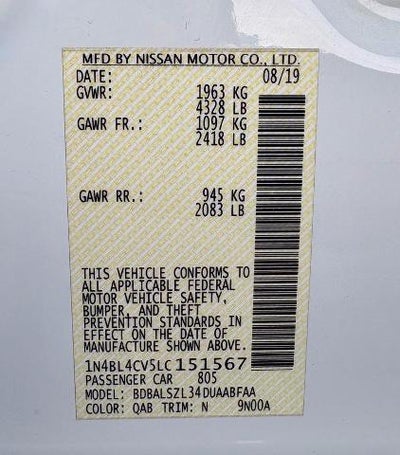 MFD BY NISSAN MOTOR CO., LTD.
DATE: 08/19
GVWR: 1963 KG
4328 LB
GAWR FR.: 1097 KG
2418 LB
GAWR RR.: 945 KG
2083 LB
THIS VEHICLE CONFORMS TO
ALL APPLICABLE FEDERAL
MOTOR VEHICLE SAFETY,
BUMPER, AND THEFT
PREVENTION STANDARDS IN
EFFECT ON THE DATE OF
MANUFACTURE SHOWN ABOVE.
1N4BL4CV5LC151567
PASSENGER CAR 805
MODEL: BDBALSZL34DUAABFAA
COLOR: QAB TRIM: N 9N00A